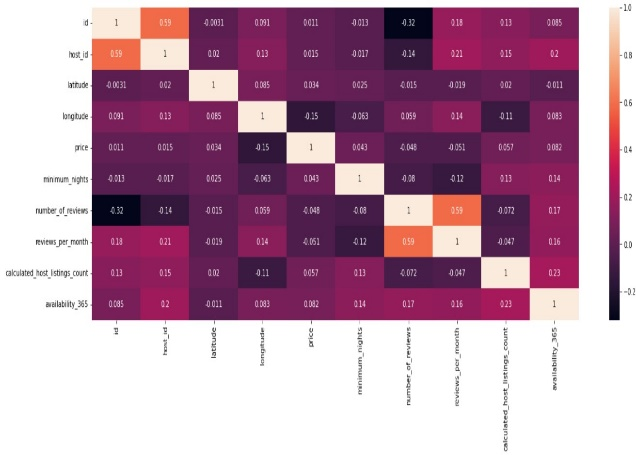 id 1 0.59 -0.0031 0.091 0.011 -0.013 -0.32 0.18 0.13 0.085
host_id 0.59 1 0.02 0.13 0.015 -0.017 -0.14 0.21 0.15 0.2
latitude -0.0031 0.02 1 0.085 0.034 0.025 -0.015 -0.019 0.02 -0.011
longitude 0.091 0.13 0.085 1 -0.15 -0.063 0.059 0.14 -0.11 0.083
price 0.011 0.015 0.034 -0.15 1 0.043 -0.048 -0.051 0.057 0.082
minimum_nights -0.013 -0.017 0.025 -0.063 0.043 1 -0.08 -0.12 0.13 0.14
number_of_reviews -0.32 -0.14 -0.015 0.059 -0.048 -0.08 1 0.59 -0.072 0.17
reviews_per_month 0.18 0.21 -0.019 0.14 -0.051 -0.12 0.59 1 -0.047 0.16
calculated_host_listings_count 0.13 0.15 0.02 -0.11 0.057 0.13 -0.072 -0.047 1 0.23
availability_365 0.085 0.2 -0.011 0.083 0.082 0.14 0.17 0.16 0.23 1
id
host_id
latitude
longitude
price
minimum_nights
number_of_reviews
reviews_per_month
calculated_host_listings_count
availability_365
1.0
0.8
0.6
0.4
0.2
0.0
-0.2